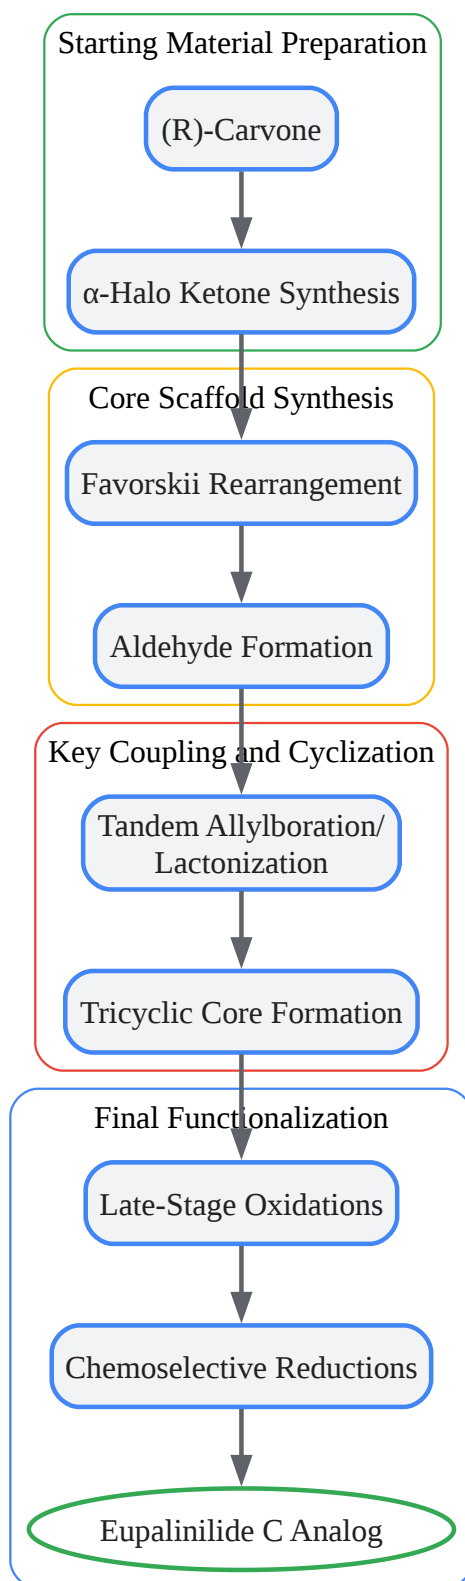 Starting Material Preparation
(R)-Carvone
α-Halo Ketone Synthesis
Core Scaffold Synthesis
Favorskii Rearrangement
Aldehyde Formation
Key Coupling and Cyclization
Tandem Allylboration/
Lactonization
Tricyclic Core Formation
Final Functionalization
Late-Stage Oxidations
Chemoselective Reductions
Eupalinilide C Analog